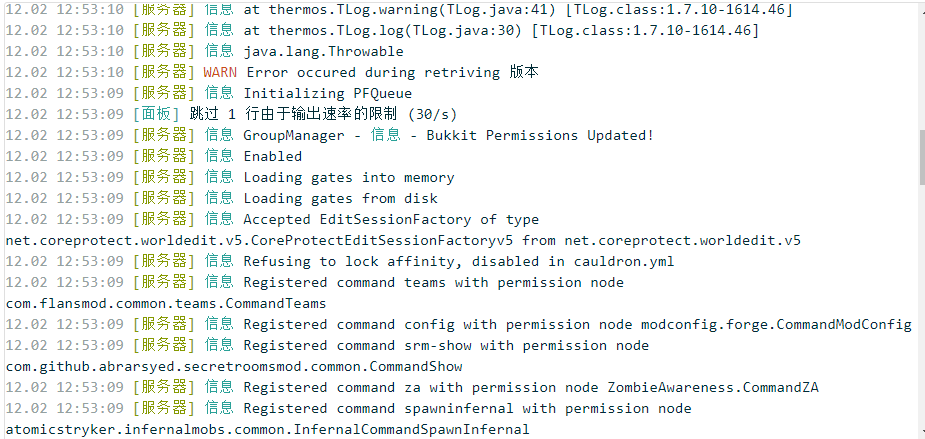 12.02 12:53:10 [服务器] 信息 at thermos.TLog.warning(TLog.java:41) [TLog.class:1.7.10-1614.46]
12.02 12:53:10 [服务器] 信息 at thermos.TLog.log(TLog.java:30) [TLog.class:1.7.10-1614.46]
12.02 12:53:10 [服务器] 信息 java.lang.Throwable
12.02 12:53:10 [服务器] WARN Error occured during retriving 版本
12.02 12:53:09 [服务器] 信息 Initializing PFQueue
12.02 12:53:09 [面板] 跳过 1 行由于输出速率的限制 (30/s)
12.02 12:53:09 [服务器] 信息 GroupManager - 信息 - Bukkit Permissions Updated!
12.02 12:53:09 [服务器] 信息 Enabled
12.02 12:53:09 [服务器] 信息 Loading gates into memory
12.02 12:53:09 [服务器] 信息 Loading gates from disk
12.02 12:53:09 [服务器] 信息 Accepted EditSessionFactory of type
net.coreprotect.worldedit.v5.CoreProtectEditSessionFactoryv5 from net.coreprotect.worldedit.v5
12.02 12:53:09 [服务器] 信息 Refusing to lock affinity, disabled in cauldron.yml
12.02 12:53:09 [服务器] 信息 Registered command teams with permission node
com.flansmod.common.teams.CommandTeams
12.02 12:53:09 [服务器] 信息 Registered command config with permission node modconfig.forge.CommandModConfig
12.02 12:53:09 [服务器] 信息 Registered command srm-show with permission node
com.github.abrarsyed.secretroomsmod.common.CommandShow
12.02 12:53:09 [服务器] 信息 Registered command za with permission node ZombieAwareness.CommandZA
12.02 12:53:09 [服务器] 信息 Registered command spawninfernal with permission node
atomicstryker.infernalmobs.common.InfernalCommandSpawnInfernal